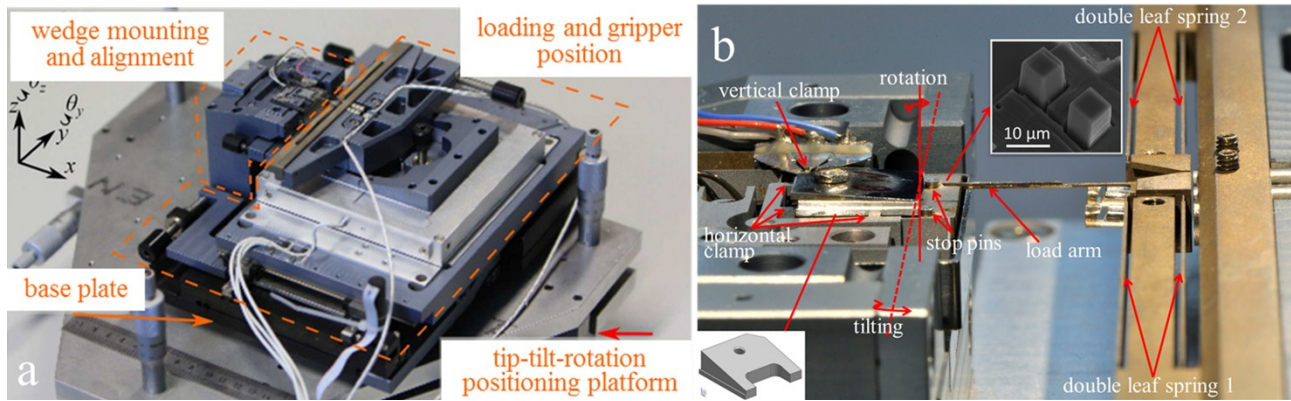 wedge mounting
and alignment
loading and gripper
position
x
base plate
tip-tilt-rotation
positioning platform
a
b
double leaf spring 2
rotation
vertical clamp
10 µm
horizontal
clamp
stop pins
load arm
tilting
double leaf spring 1